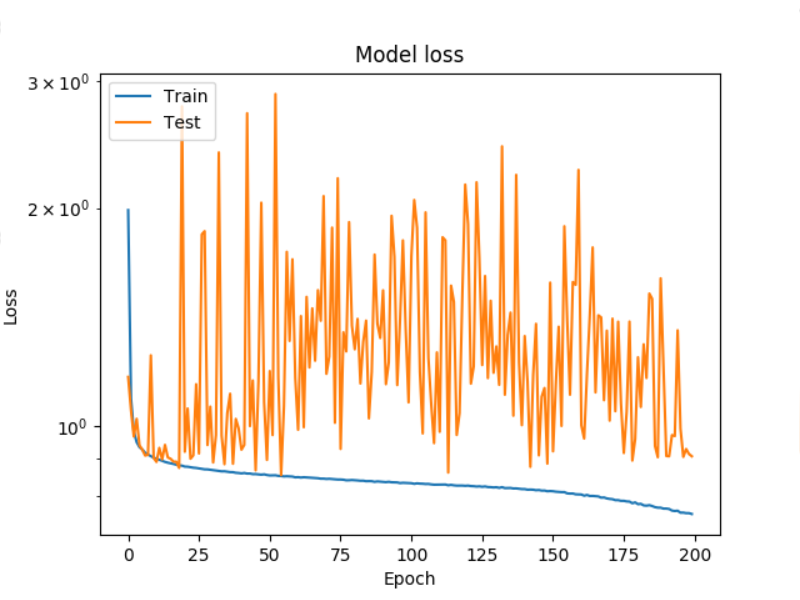 Model loss
3 × 10⁰
Train
Test
2 × 10⁰
Loss
10⁰
0 25 50 75 100 125 150 175 200
Epoch